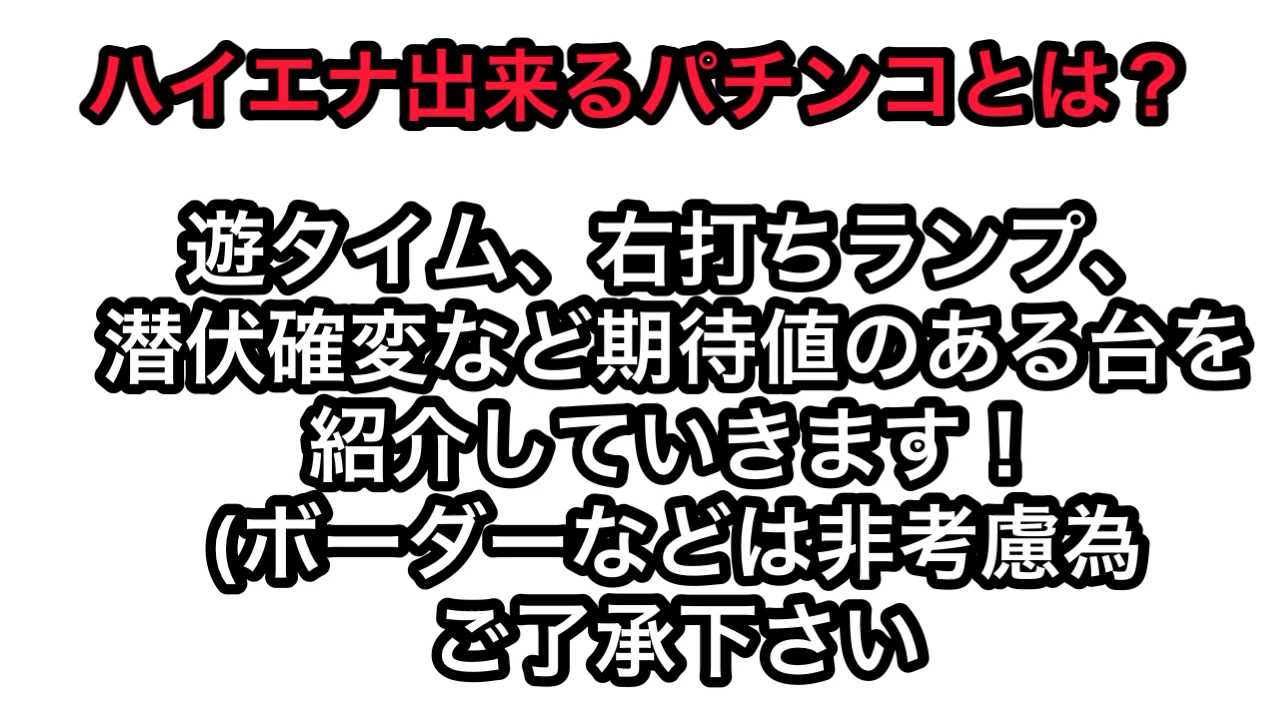 ハイエナ出来るパチンコとは？
遊タイム、右打ちランプ、
潜伏確変など期待値のある台を
紹介していきます！
(ボーダーなどは非考慮為
ご了承下さい